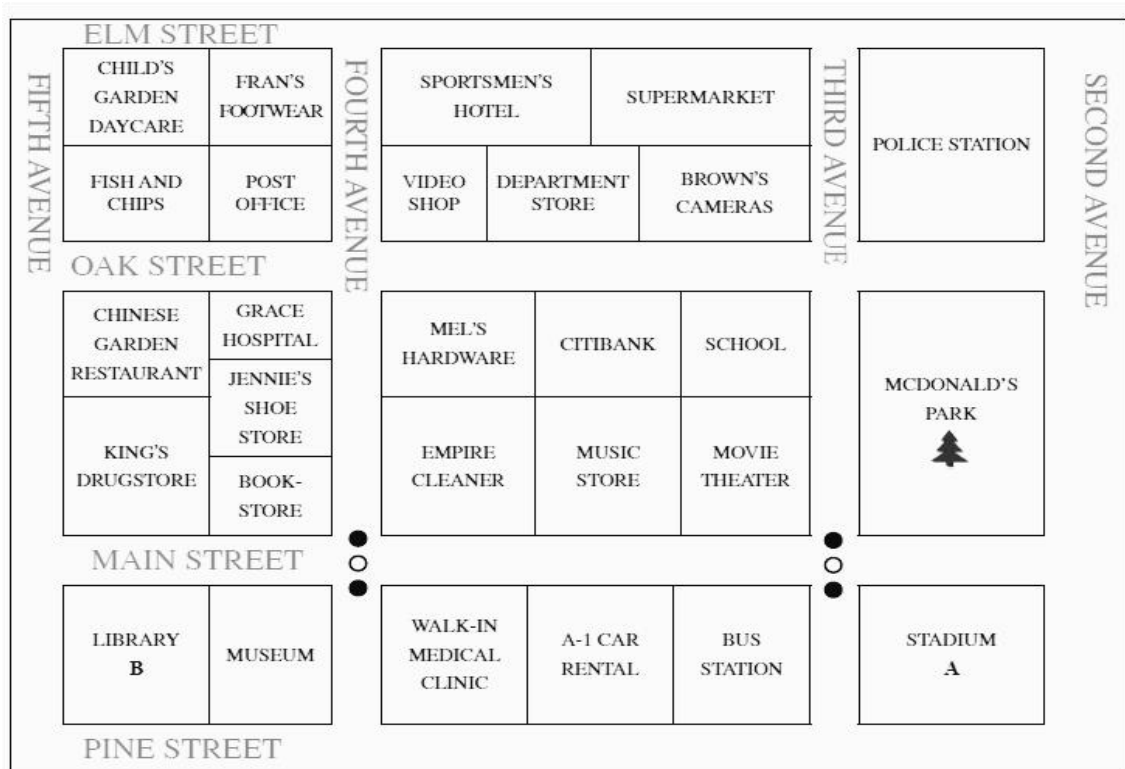 ELM STREET
FIFTH AVENUE
CHILD'S
GARDEN
DAYCARE
FRAN'S
FOOTWEAR
FISH AND
CHIPS
POST
OFFICE
FOURTH AVENUE
SPORTSMEN'S
HOTEL
SUPERMARKET
VIDEO
SHOP
DEPARTMENT
STORE
BROWN'S
CAMERAS
THIRD AVENUE
POLICE STATION
SECOND AVENUE
OAK STREET
CHINESE
GARDEN
RESTAURANT
GRACE
HOSPITAL
JENNIE'S
SHOE
STORE
KING'S
DRUGSTORE
BOOK-
STORE
MEL'S
HARDWARE
CITIBANK
SCHOOL
EMPIRE
CLEANER
MUSIC
STORE
MOVIE
THEATER
MCDONALD'S
PARK
MAIN STREET
LIBRARY
B
MUSEUM
WALK-IN
MEDICAL
CLINIC
A-1 CAR
RENTAL
BUS
STATION
STADIUM
A
PINE STREET